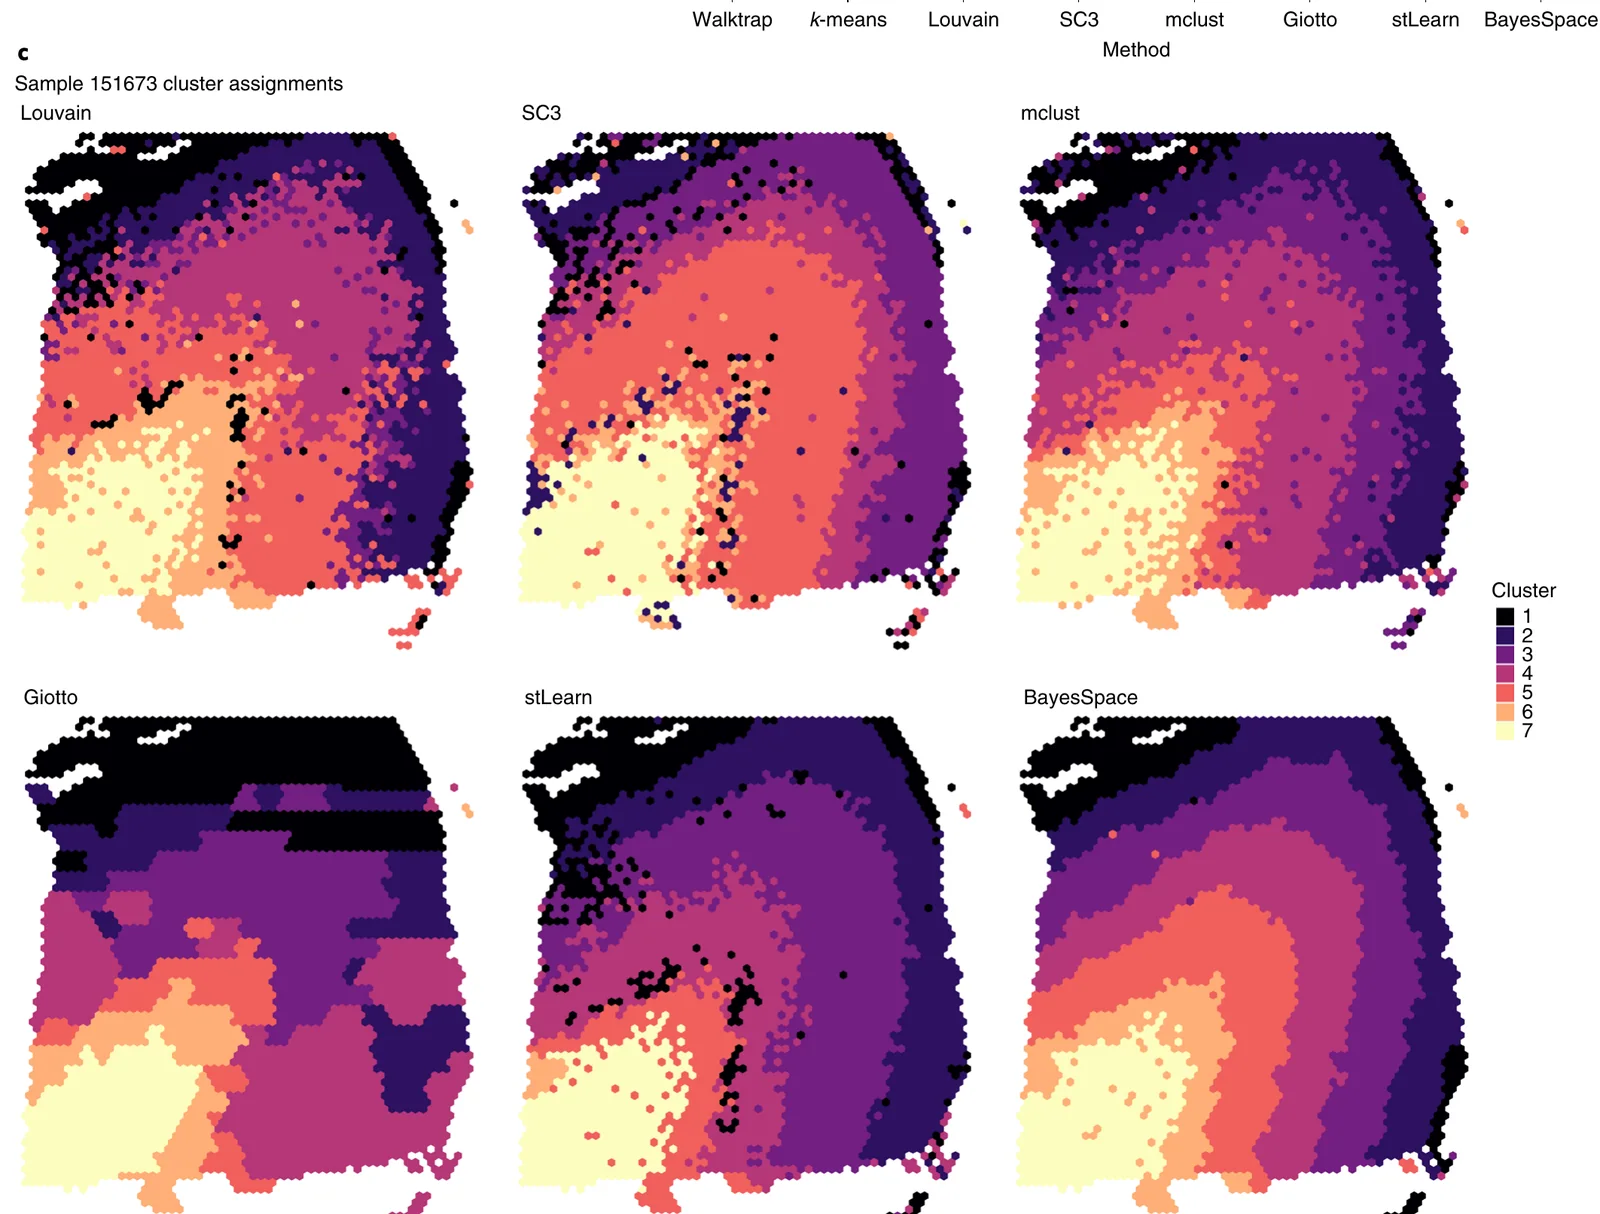 Walktrap k-means Louvain SC3 mclust Giotto stLearn BayesSpace
Method
c
Sample 151673 cluster assignments
Louvain SC3 mclust
Cluster
1
2
3
4
5
6
7
Giotto stLearn BayesSpace